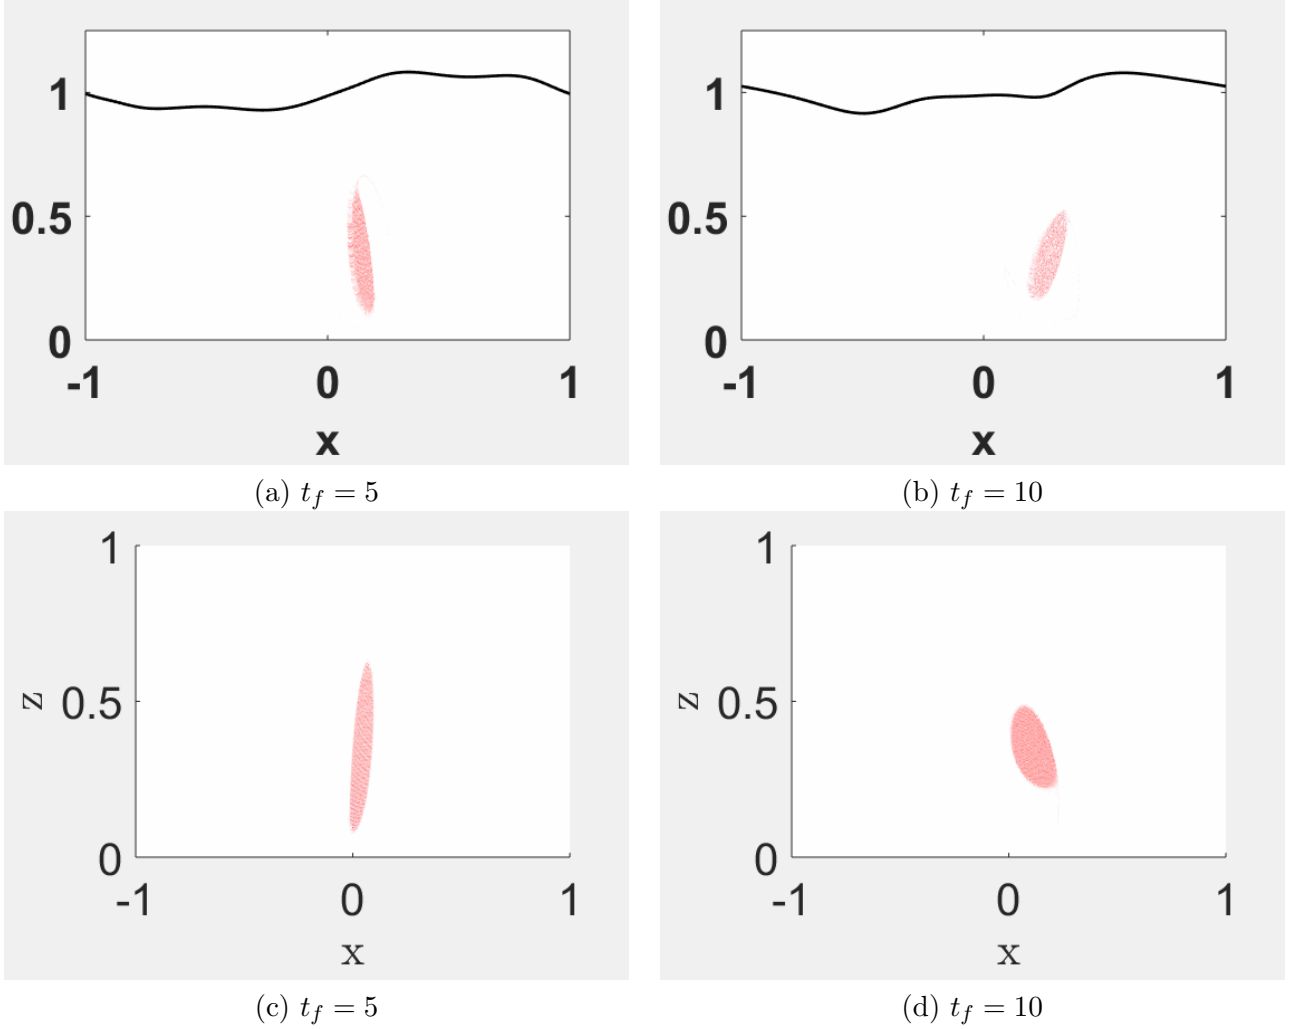 1
0.5
0
-1 0 1
x
(a) t_f = 5
1
0.5
0
-1 0 1
x
(b) t_f = 10
1
z 0.5
0
-1 0 1
x
(c) t_f = 5
1
z 0.5
0
-1 0 1
x
(d) t_f = 10